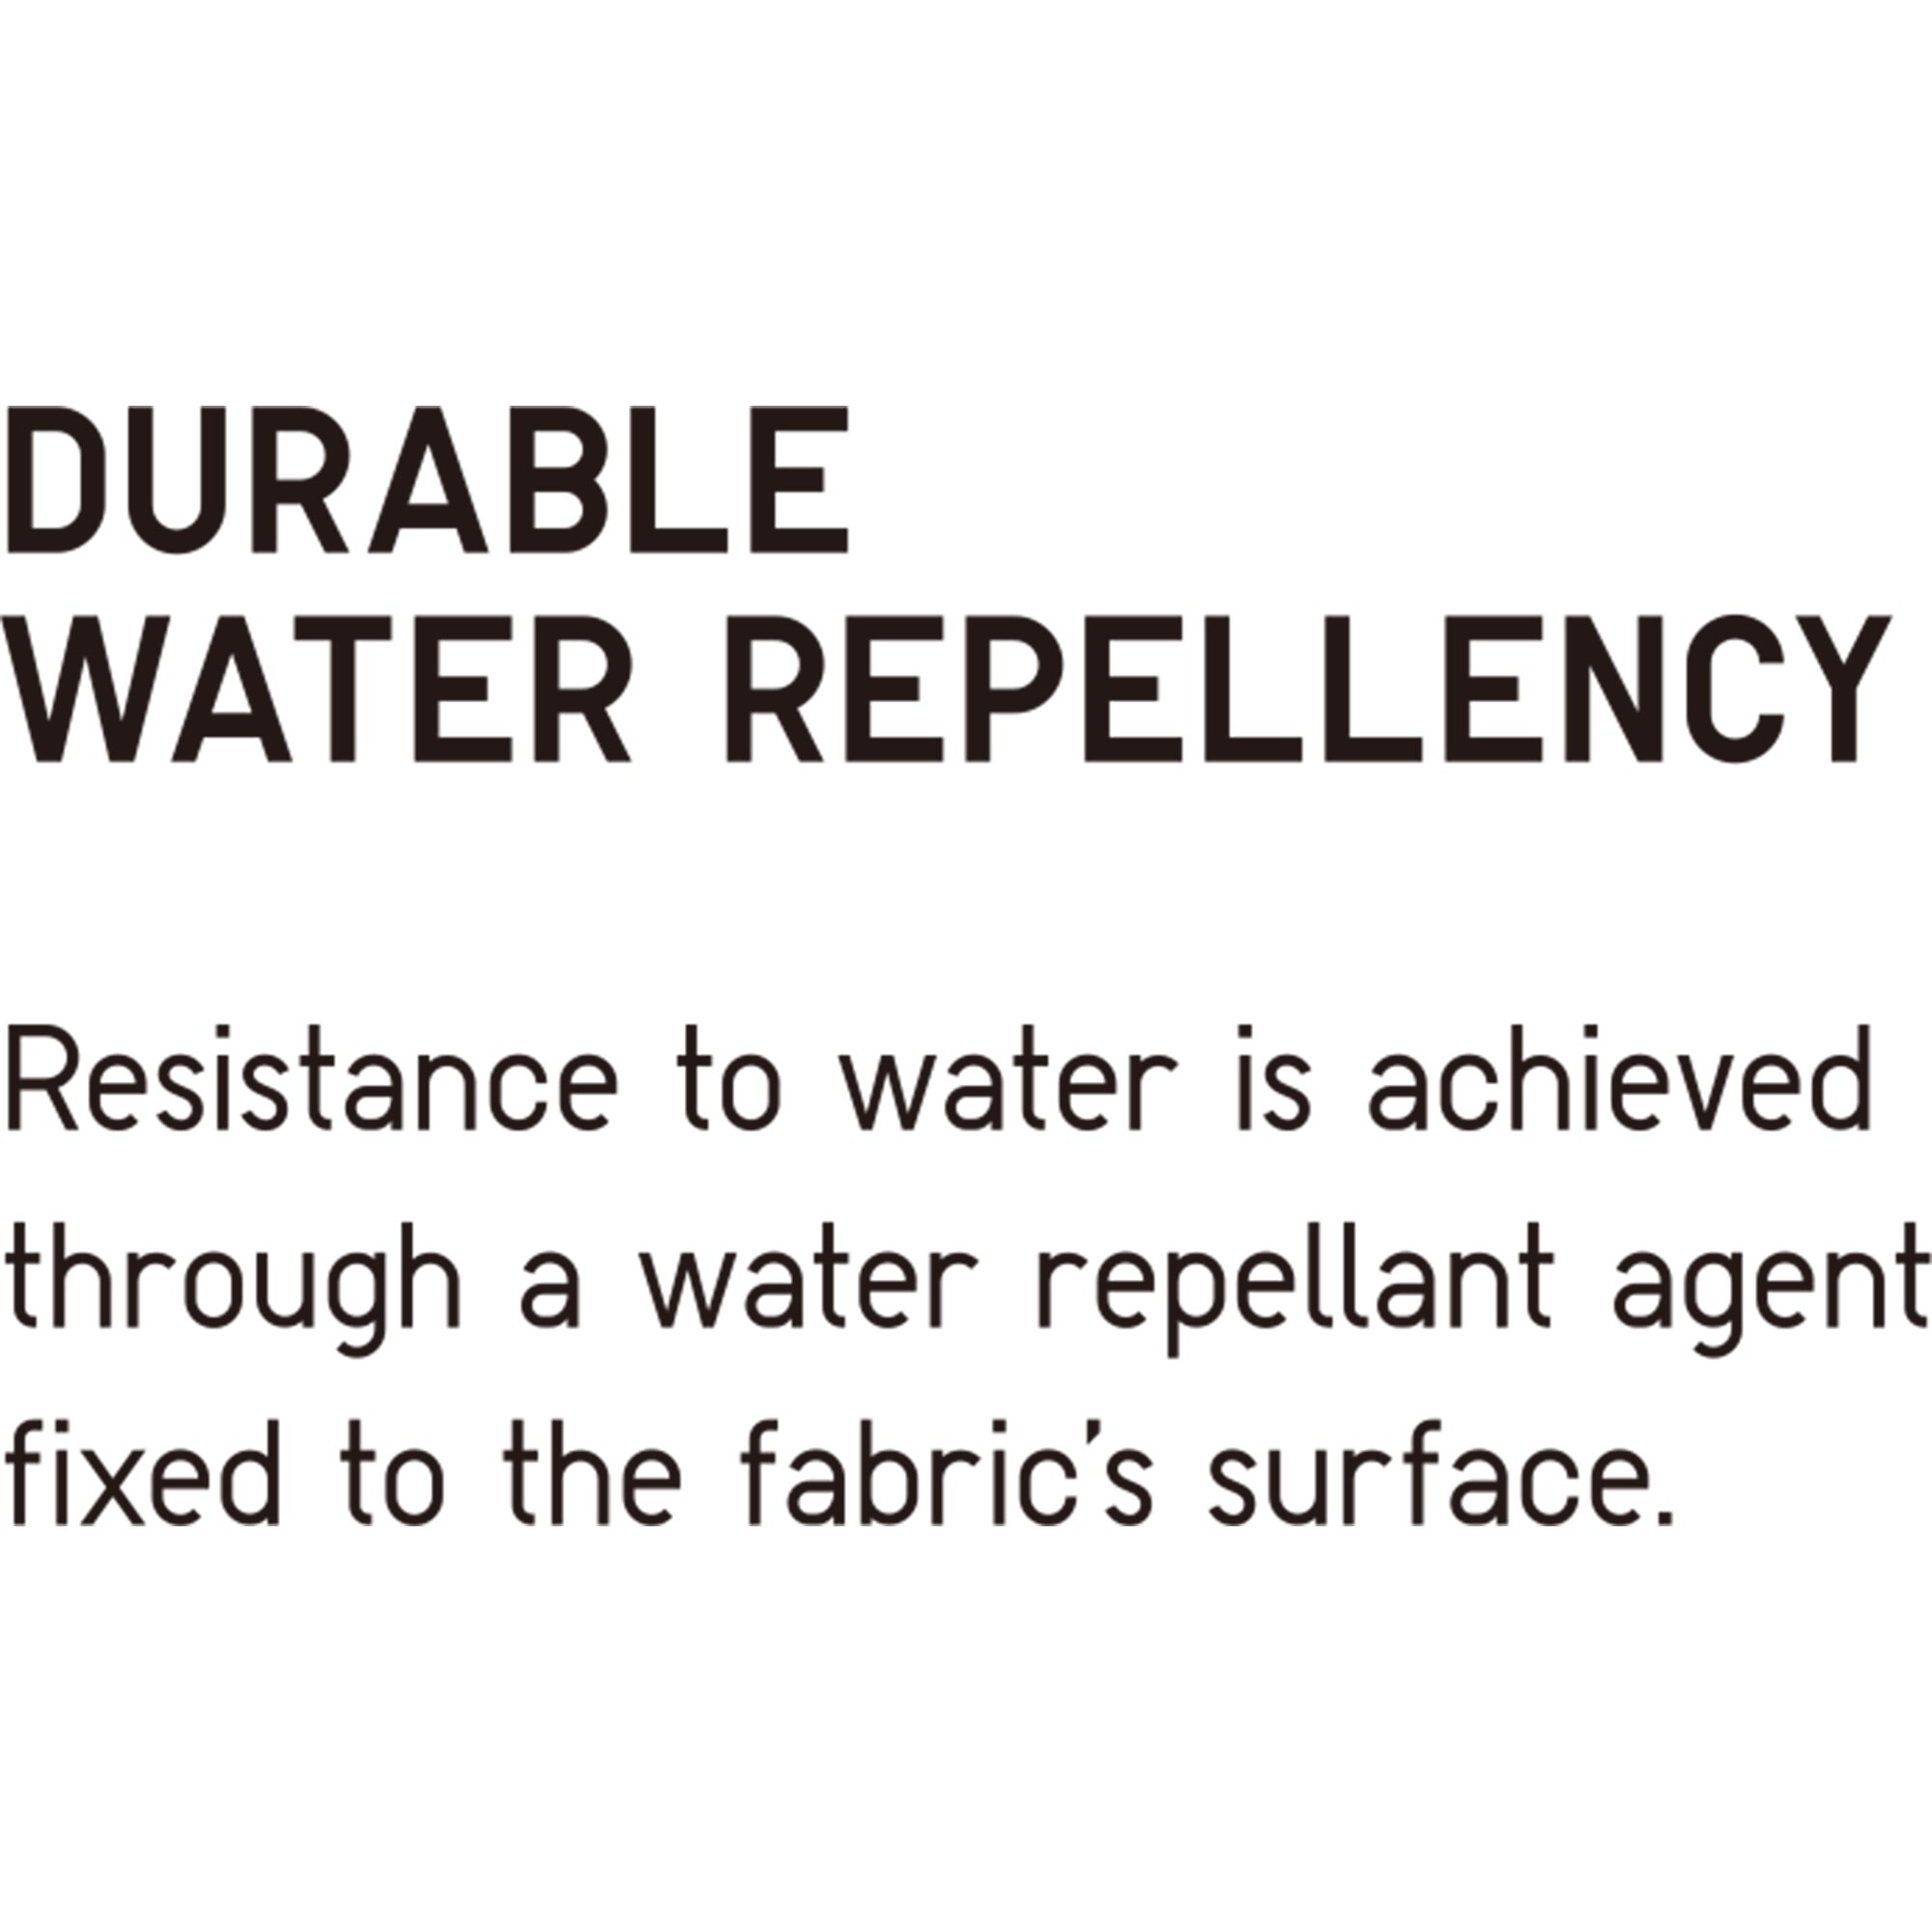 DURABLE
WATER REPELLENCY
Resistance to water is achieved
through a water repellant agent
fixed to the fabric's surface.